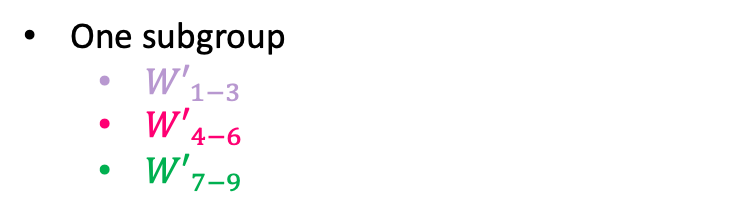 • One subgroup
• W'₁₋₃
• W'₄₋₆
• W'₇₋₉